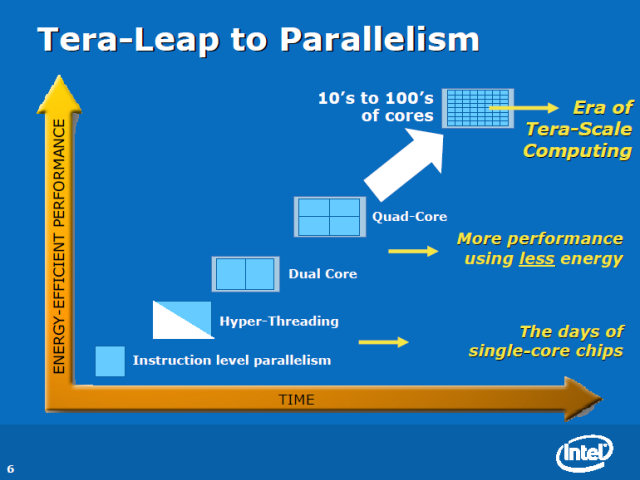 Tera-Leap to Parallelism
ENERGY-EFFICIENT PERFORMANCE
10's to 100's
of cores
Era of
Tera-Scale
Computing
Quad-Core
More performance
using less energy
Dual Core
Hyper-Threading
The days of
single-core chips
Instruction level parallelism
TIME
6
intel